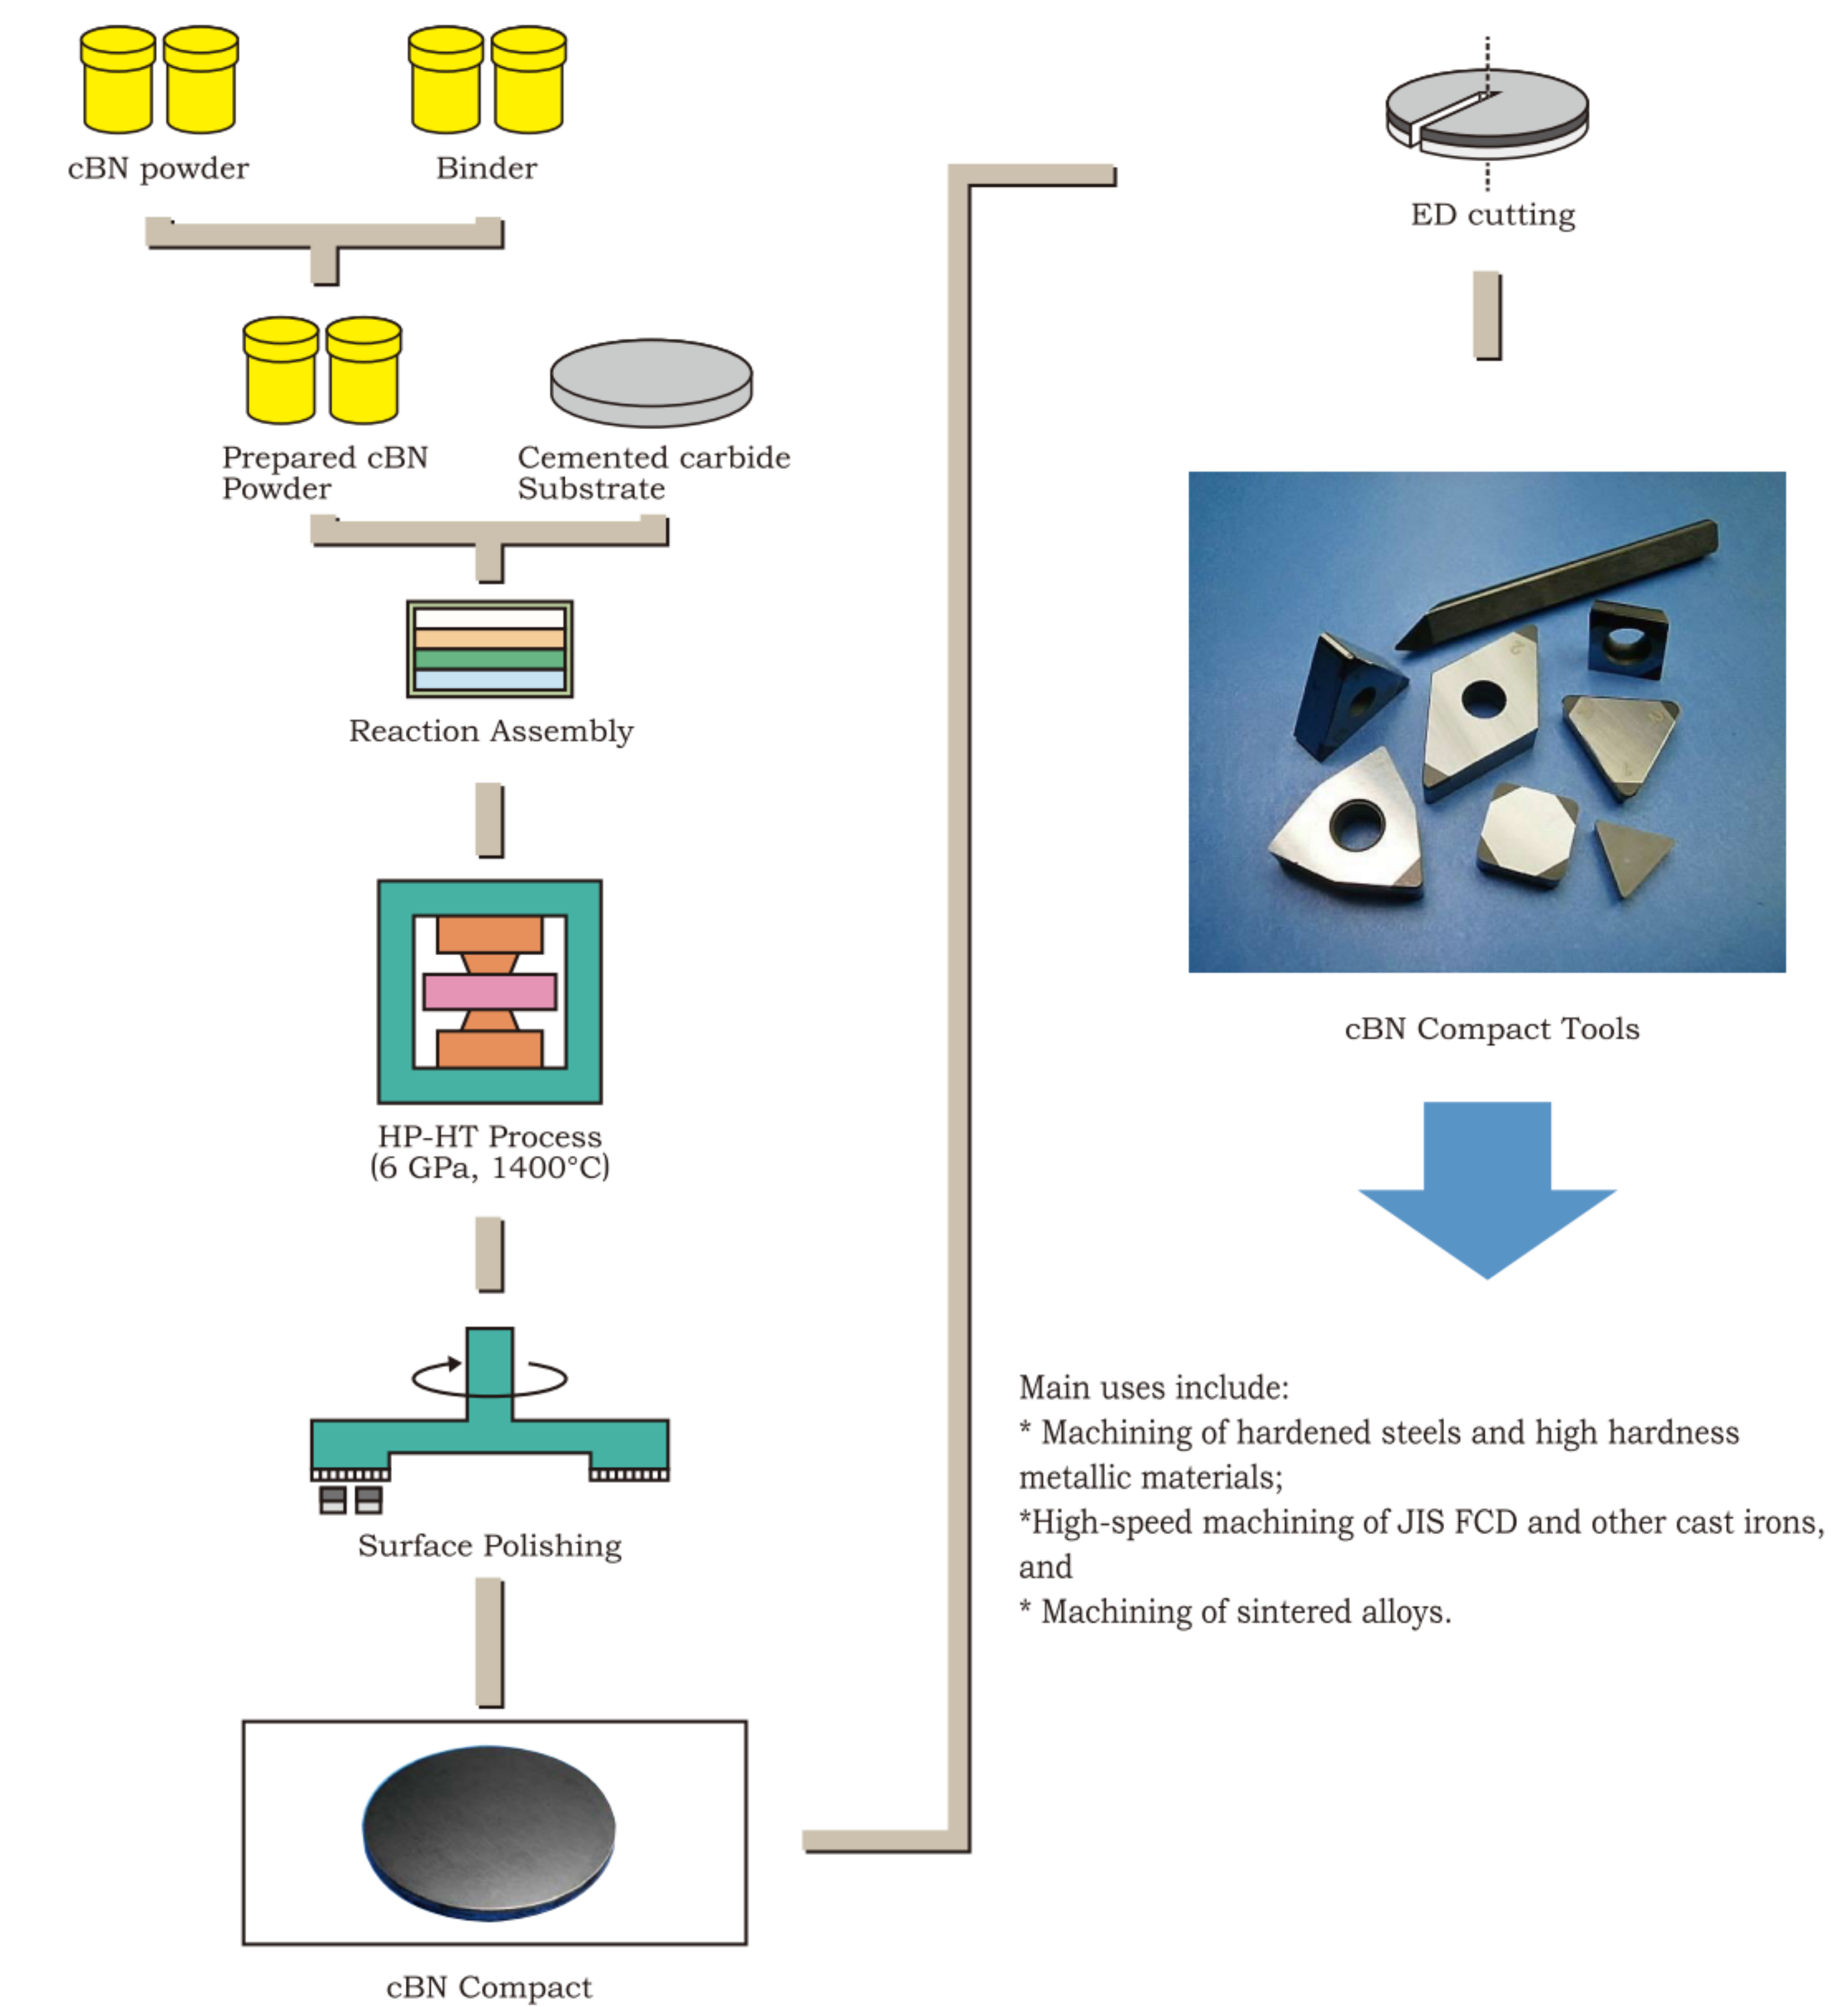 cBN powder
Binder
Prepared cBN
Powder
Cemented carbide
Substrate
Reaction Assembly
HP-HT Process
(6 GPa, 1400°C)
Surface Polishing
cBN Compact
ED cutting
cBN Compact Tools
Main uses include:
* Machining of hardened steels and high hardness
metallic materials;
*High-speed machining of JIS FCD and other cast irons,
and
* Machining of sintered alloys.